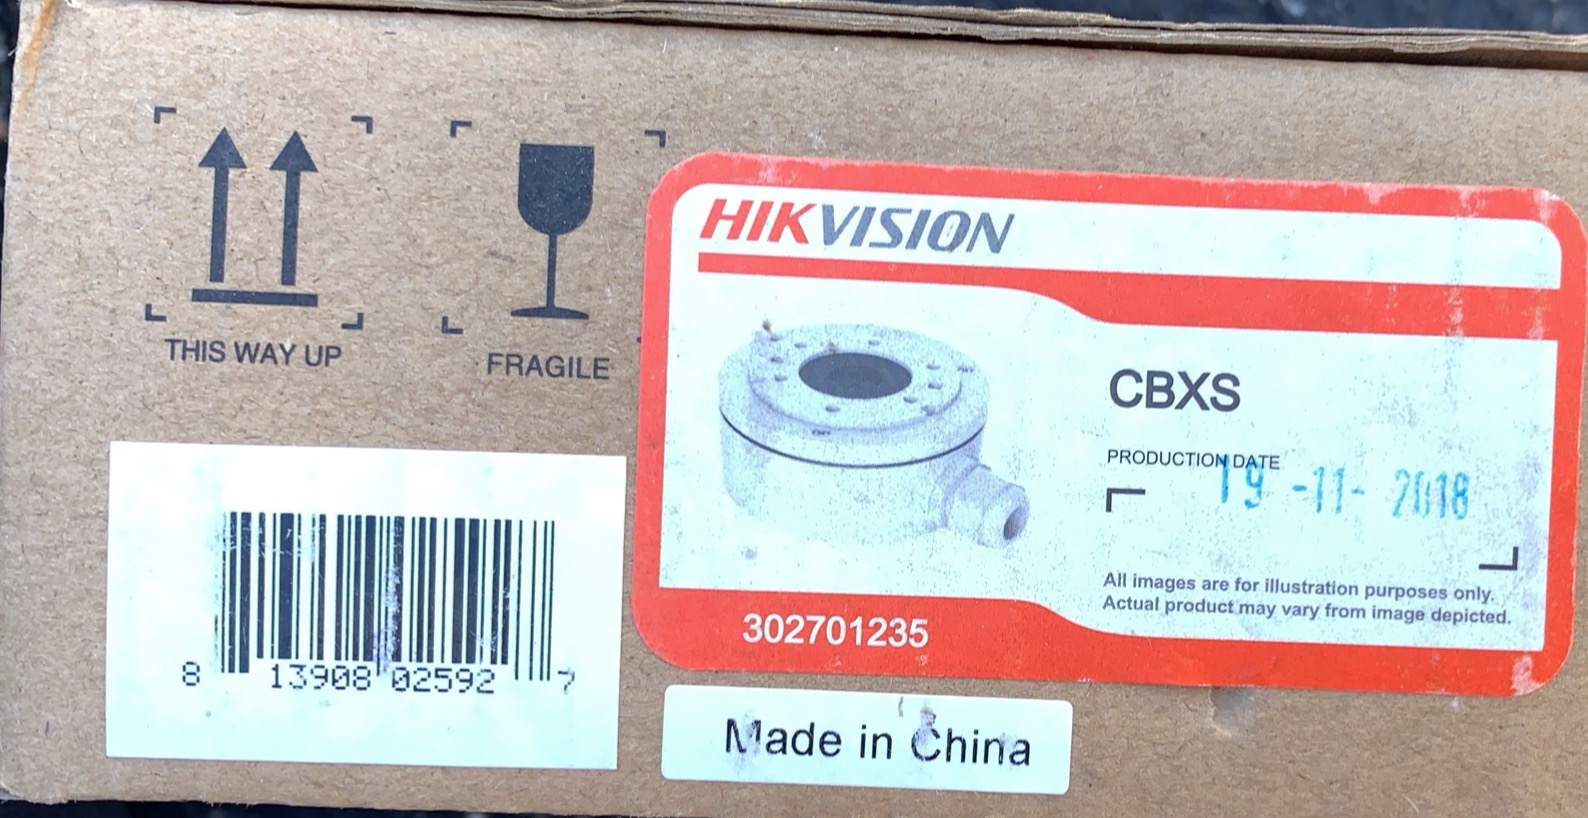 THIS WAY UP
FRAGILE
HIKVISION
CBXS
PRODUCTION DATE
19 -11- 2018
All images are for illustration purposes only.
Actual product may vary from image depicted.
302701235
8 13908 02592 7
Made in China